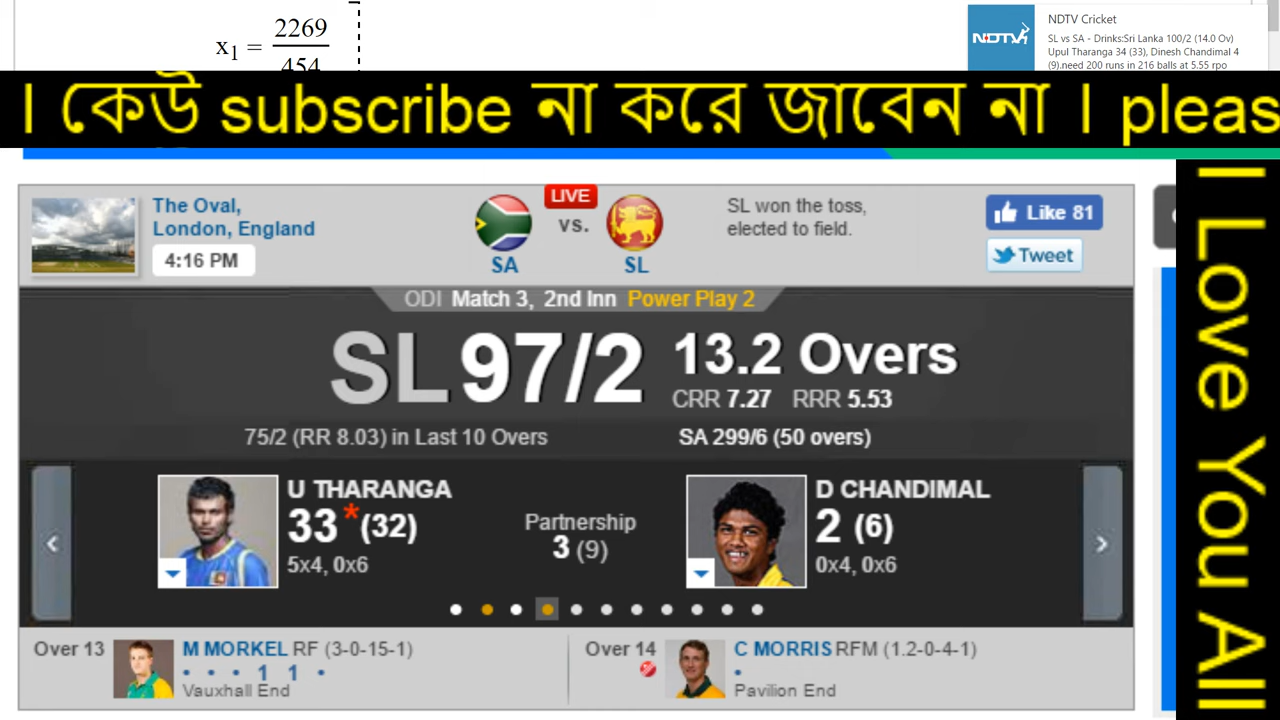 x1 = 2269
454
NDTV
NDTV Cricket
SL vs SA - Drinks:Sri Lanka 100/2 (14.0 Ov)
Upul Tharanga 34 (33), Dinesh Chandimal 4
(9).need 200 runs in 216 balls at 5.55 rpo
। কেউ subscribe না করে জাবেন না । pleas
। Love You All
The Oval,
London, England
4:16 PM
LIVE
SA vs. SL
SL won the toss,
elected to field.
Like 81
Tweet
ODI Match 3, 2nd Inn Power Play 2
SL 97/2 13.2 Overs
CRR 7.27 RRR 5.53
75/2 (RR 8.03) in Last 10 Overs
SA 299/6 (50 overs)
U THARANGA
33*(32)
5x4, 0x6
Partnership
3 (9)
D CHANDIMAL
2 (6)
0x4, 0x6
Over 13
M MORKEL RF (3-0-15-1)
• • • 1 1 •
Vauxhall End
Over 14
C MORRIS RFM (1.2-0-4-1)
•
Pavilion End